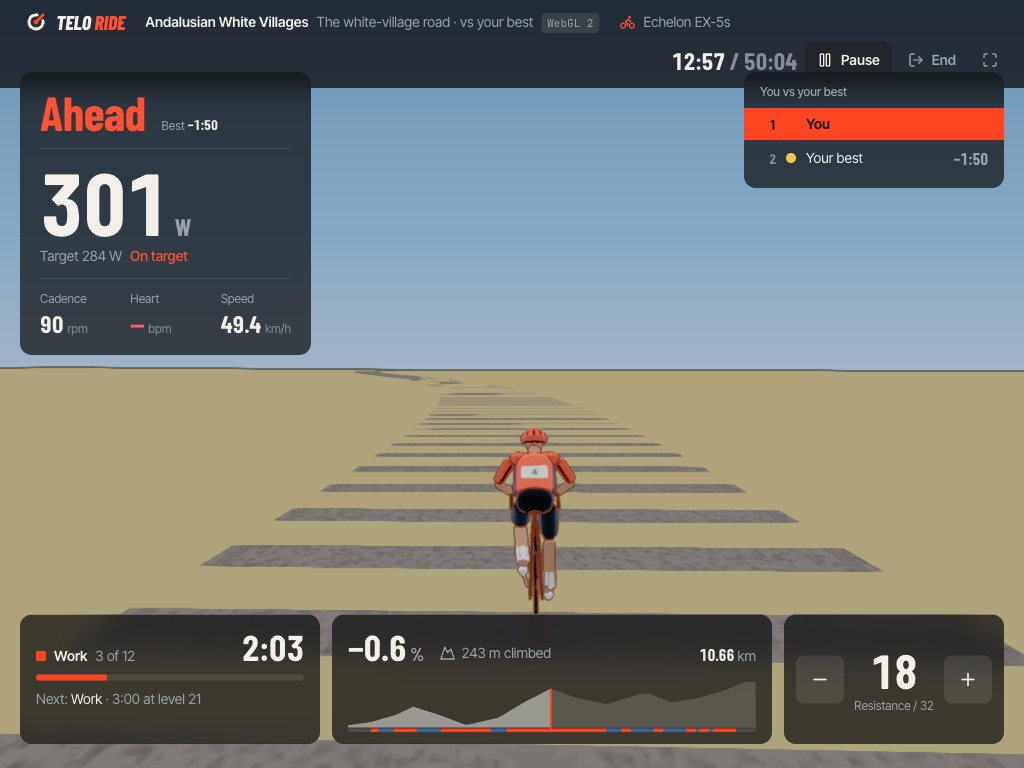 TELO RIDE Andalusian White Villages The white-village road · vs your best WebGL 2 Echelon EX-5s
12:57 / 50:04 Pause End
Ahead Best −1:50
301 W
Target 284 W On target
Cadence Heart Speed
90 rpm – bpm 49.4 km/h
You vs your best
1 You
2 Your best −1:50
4
Work 3 of 12 2:03
Next: Work · 3:00 at level 21
−0.6 % 243 m climbed 10.66 km
− 18 +
Resistance / 32